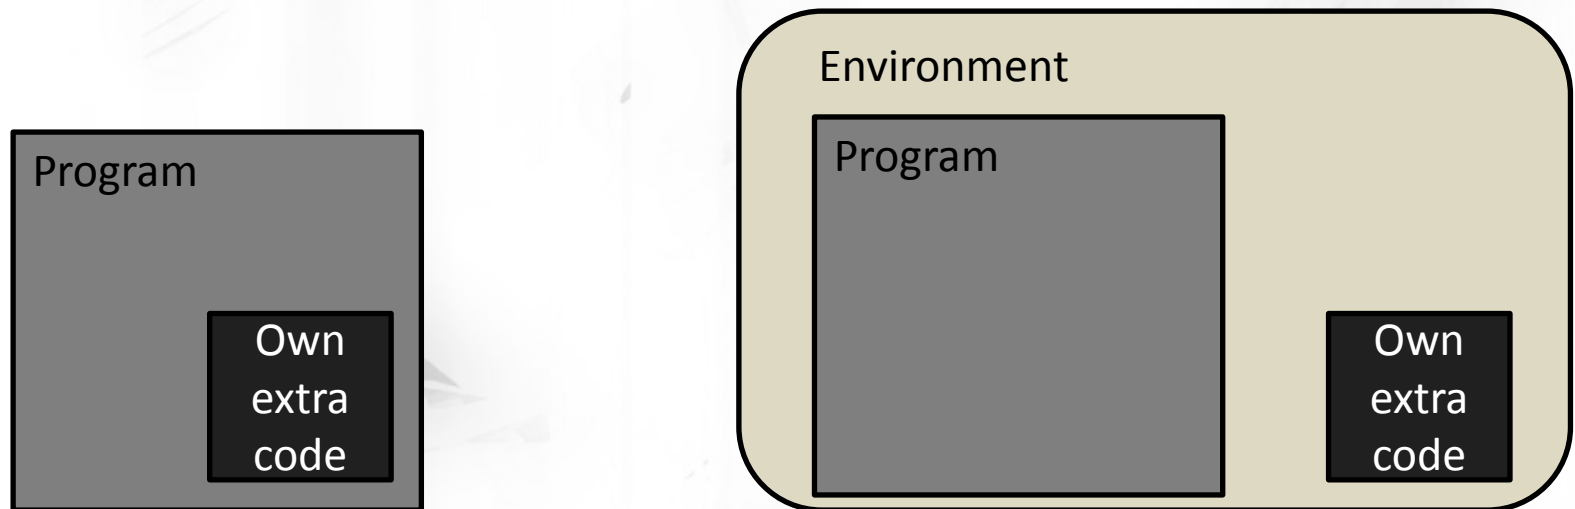 Program
Own
extra
code
Environment
Program
Own
extra
code